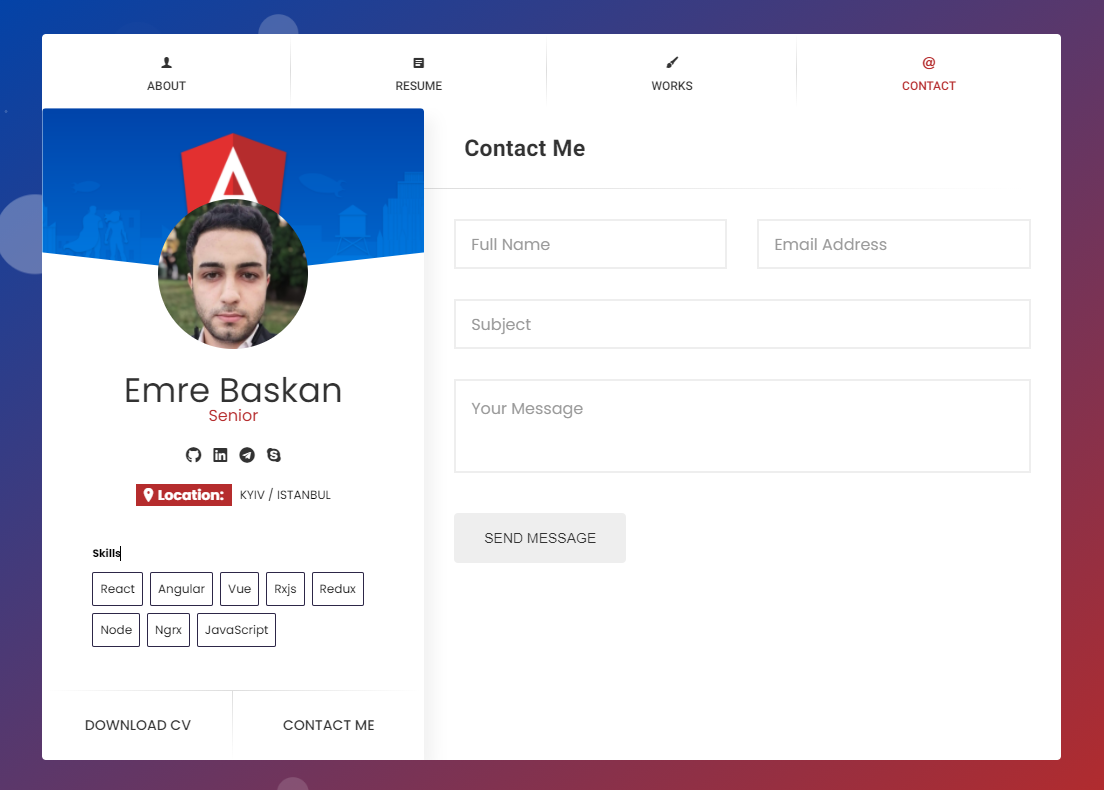 ABOUT
RESUME
WORKS
CONTACT
Contact Me
Full Name
Email Address
Subject
Your Message
SEND MESSAGE
Emre Baskan
Senior
Location: KYIV / ISTANBUL
Skills
React Angular Vue Rxjs Redux
Node Ngrx JavaScript
DOWNLOAD CV
CONTACT ME